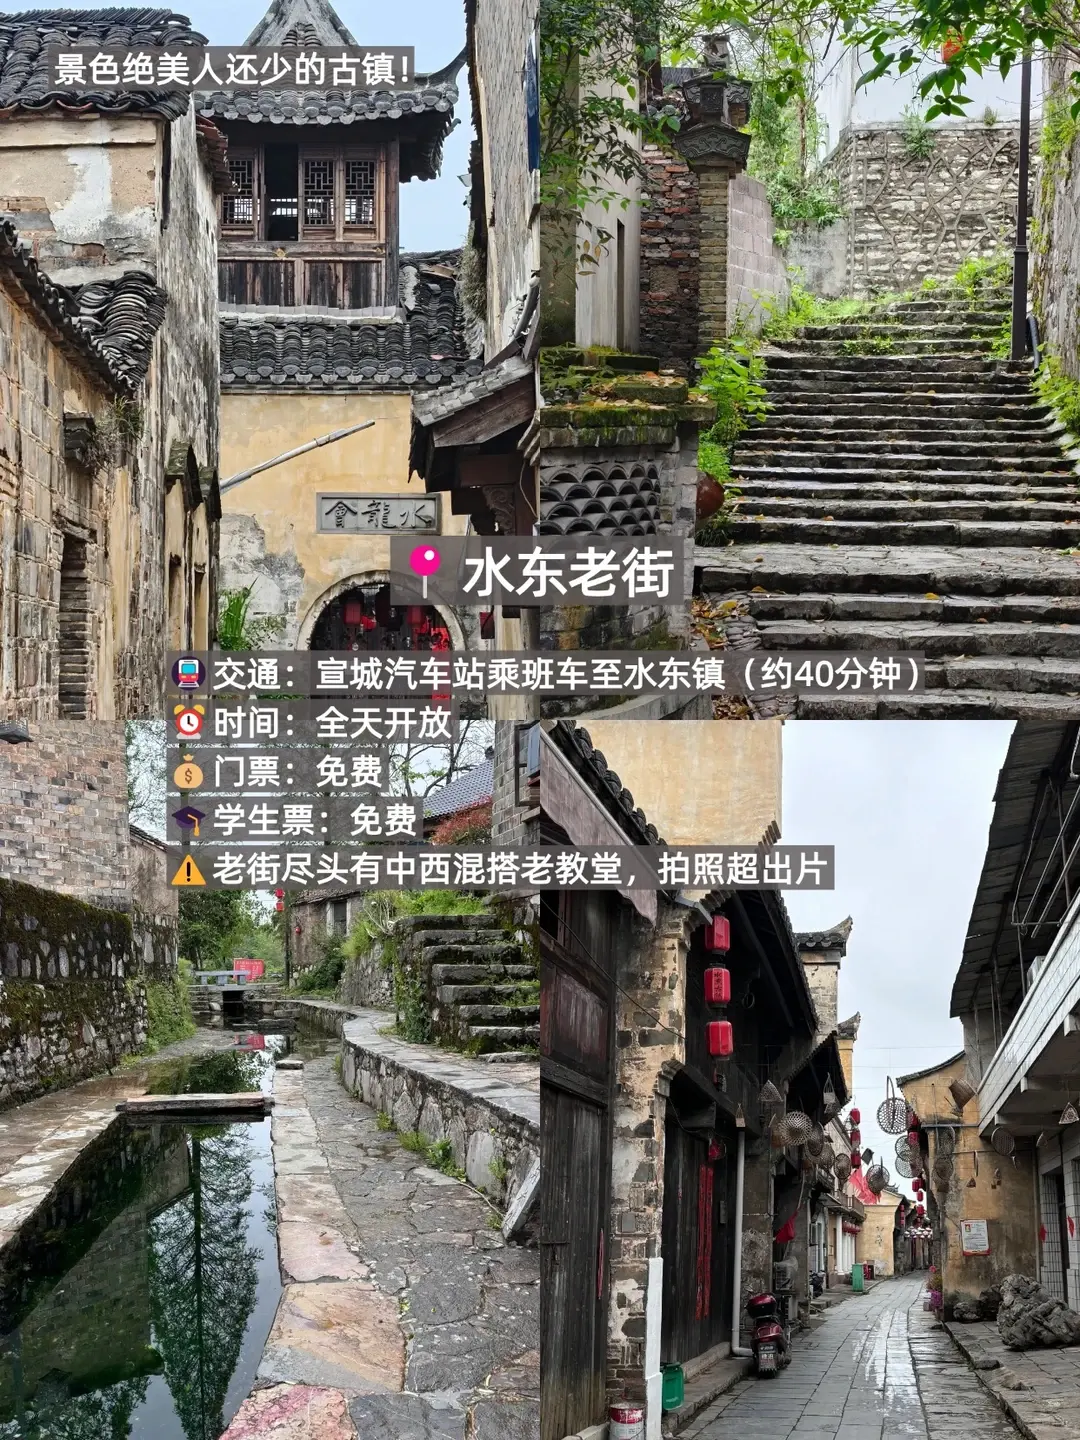 景色绝美人还少的古镇！
會龍水
📍 水东老街
🚇 交通：宣城汽车站乘班车至水东镇（约40分钟）
⏰ 时间：全天开放
💰 门票：免费
🎓 学生票：免费
⚠️ 老街尽头有中西混搭老教堂，拍照超出片